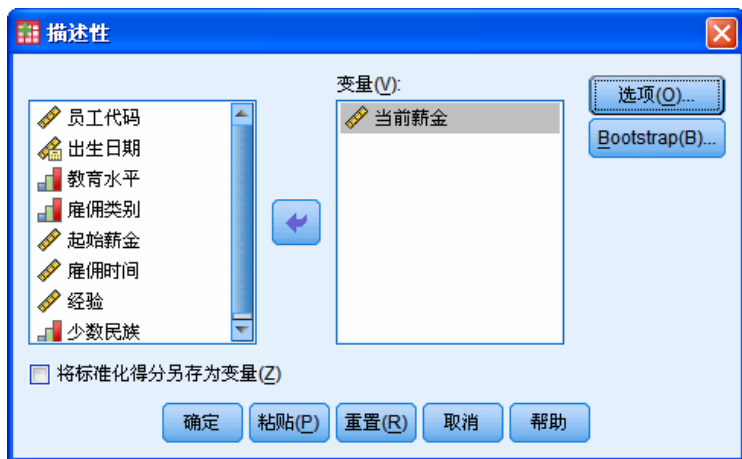 描述性
变量(V):
员工代码
出生日期
教育水平
雇佣类别
起始薪金
雇佣时间
经验
少数民族
当前薪金
选项(O)...
Bootstrap(B)...
将标准化得分另存为变量(Z)
确定
粘贴(P)
重置(R)
取消
帮助